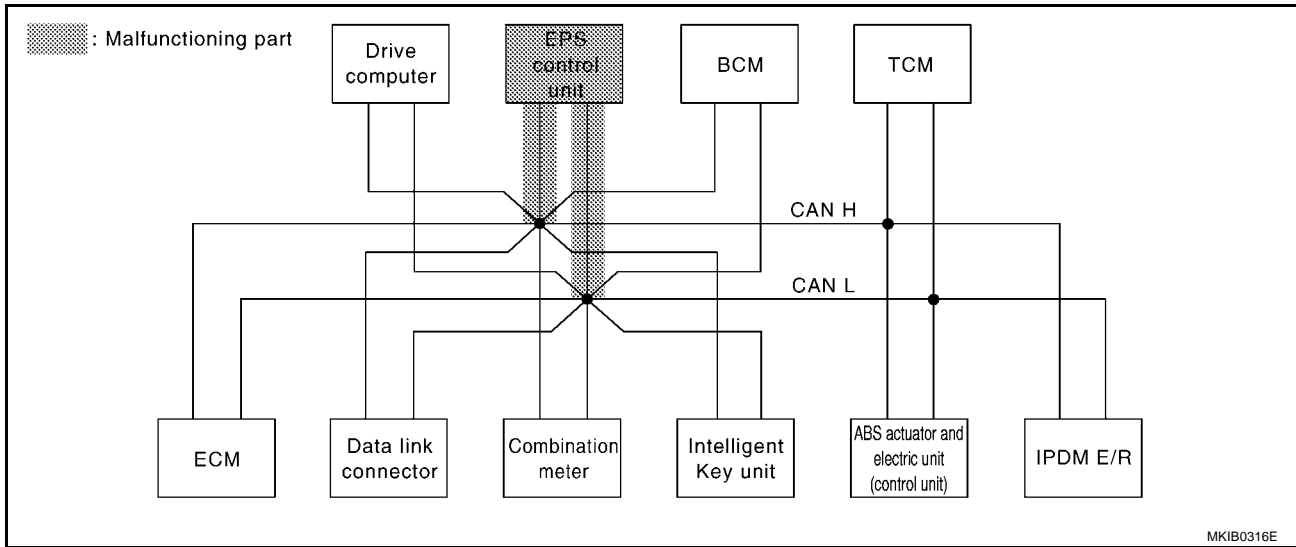 : Malfunctioning part
Drive
computer
EPS
control
unit
BCM
TCM
CAN H
CAN L
ECM
Data link
connector
Combination
meter
Intelligent
Key unit
ABS actuator and
electric unit
(control unit)
IPDM E/R
MKIB0316E